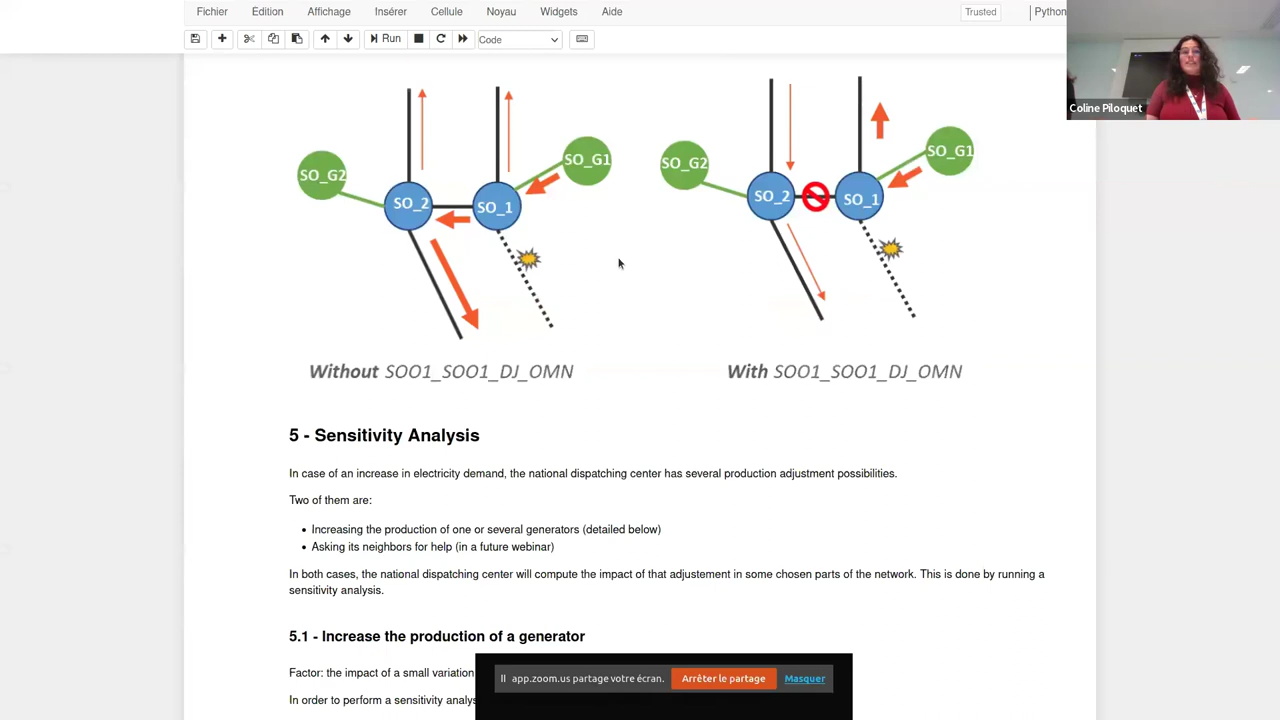 Fichier Édition Affichage Insérer Cellule Noyau Widgets Aide Trusted Python
Run Code
Coline Piloquet
SO_G2 SO_2 SO_1 SO_G1
SO_G2 SO_2 SO_1 SO_G1
Without SOO1_SOO1_DJ_OMN
With SOO1_SOO1_DJ_OMN
5 - Sensitivity Analysis
In case of an increase in electricity demand, the national dispatching center has several production adjustment possibilities.
Two of them are:
• Increasing the production of one or several generators (detailed below)
• Asking its neighbors for help (in a future webinar)
In both cases, the national dispatching center will compute the impact of that adjustement in some chosen parts of the network. This is done by running a
sensitivity analysis.
5.1 - Increase the production of a generator
Factor: the impact of a small variation
In order to perform a sensitivity analys
app.zoom.us partage votre écran. Arrêter le partage Masquer